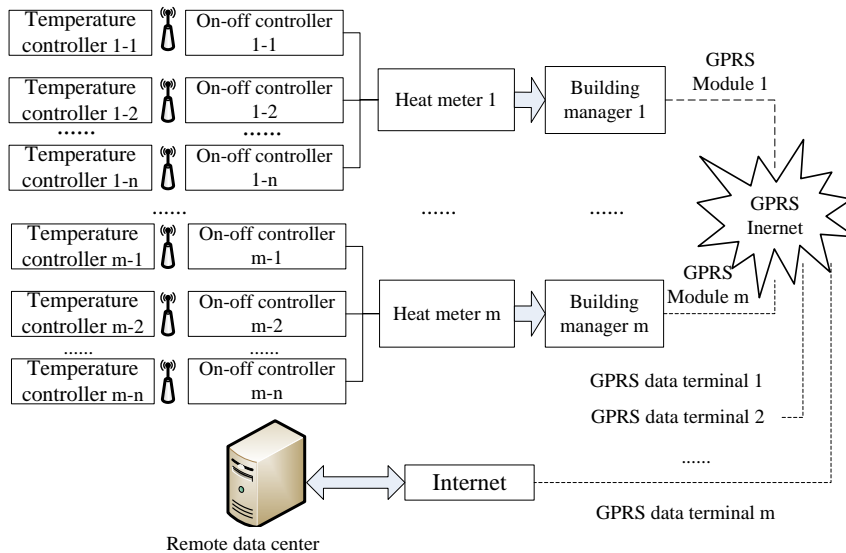 Temperature
controller 1-1
On-off controller
1-1
Temperature
controller 1-2
On-off controller
1-2
......
......
Temperature
controller 1-n
On-off controller
1-n
Heat meter 1
Building
manager 1
GPRS
Module 1
GPRS
Inernet
......
......
......
Temperature
controller m-1
On-off controller
m-1
Temperature
controller m-2
On-off controller
m-2
......
......
Temperature
controller m-n
On-off controller
m-n
Heat meter m
Building
manager m
GPRS
Module m
GPRS data terminal 1
GPRS data terminal 2
......
GPRS data terminal m
Internet
Remote data center